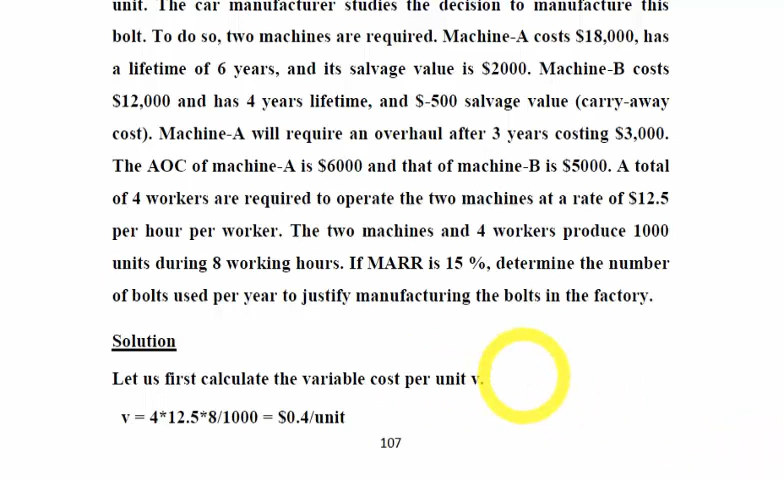 unit. The car manufacturer studies the decision to manufacture this
bolt. To do so, two machines are required. Machine-A costs $18,000, has
a lifetime of 6 years, and its salvage value is $2000. Machine-B costs
$12,000 and has 4 years lifetime, and $-500 salvage value (carry-away
cost). Machine-A will require an overhaul after 3 years costing $3,000.
The AOC of machine-A is $6000 and that of machine-B is $5000. A total
of 4 workers are required to operate the two machines at a rate of $12.5
per hour per worker. The two machines and 4 workers produce 1000
units during 8 working hours. If MARR is 15 %, determine the number
of bolts used per year to justify manufacturing the bolts in the factory.
Solution
Let us first calculate the variable cost per unit v.
v = 4*12.5*8/1000 = $0.4/unit
107